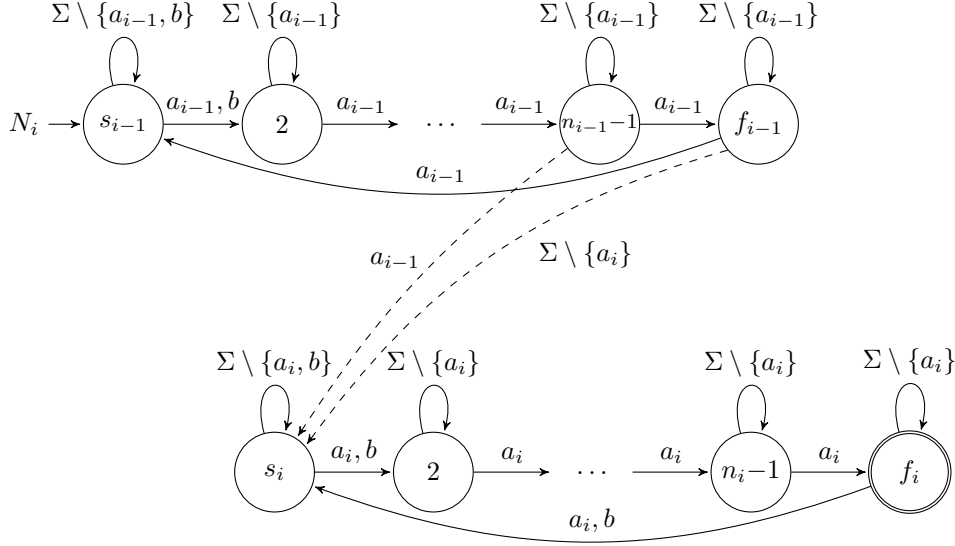 Σ \ {a_{i−1}, b} Σ \ {a_{i−1}} Σ \ {a_{i−1}} Σ \ {a_{i−1}}
N_i s_{i−1} a_{i−1}, b 2 a_{i−1} ... a_{i−1} n_{i−1}−1 a_{i−1} f_{i−1}
a_{i−1}
a_{i−1} Σ \ {a_i}
Σ \ {a_i, b} Σ \ {a_i} Σ \ {a_i} Σ \ {a_i}
s_i a_i, b 2 a_i ... a_i n_i−1 a_i f_i
a_i, b